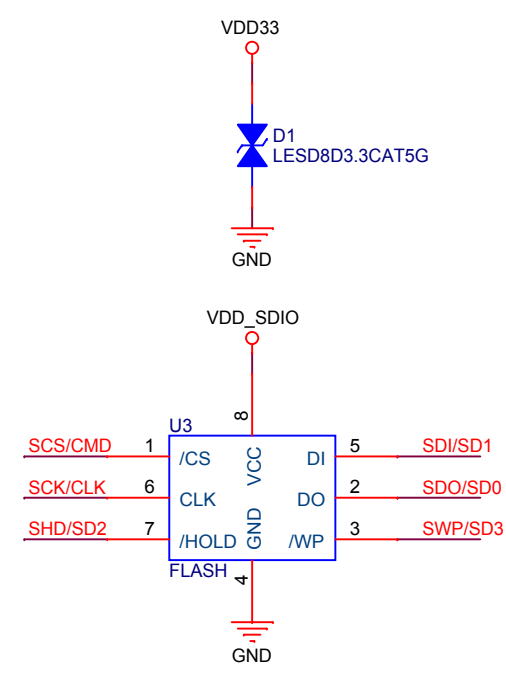 VDD33
D1
LESD8D3.3CAT5G
GND
VDD_SDIO
U3
8
SCS/CMD 1 /CS VCC DI 5 SDI/SD1
SCK/CLK 6 CLK DO 2 SDO/SD0
SHD/SD2 7 /HOLD GND /WP 3 SWP/SD3
FLASH
4
GND